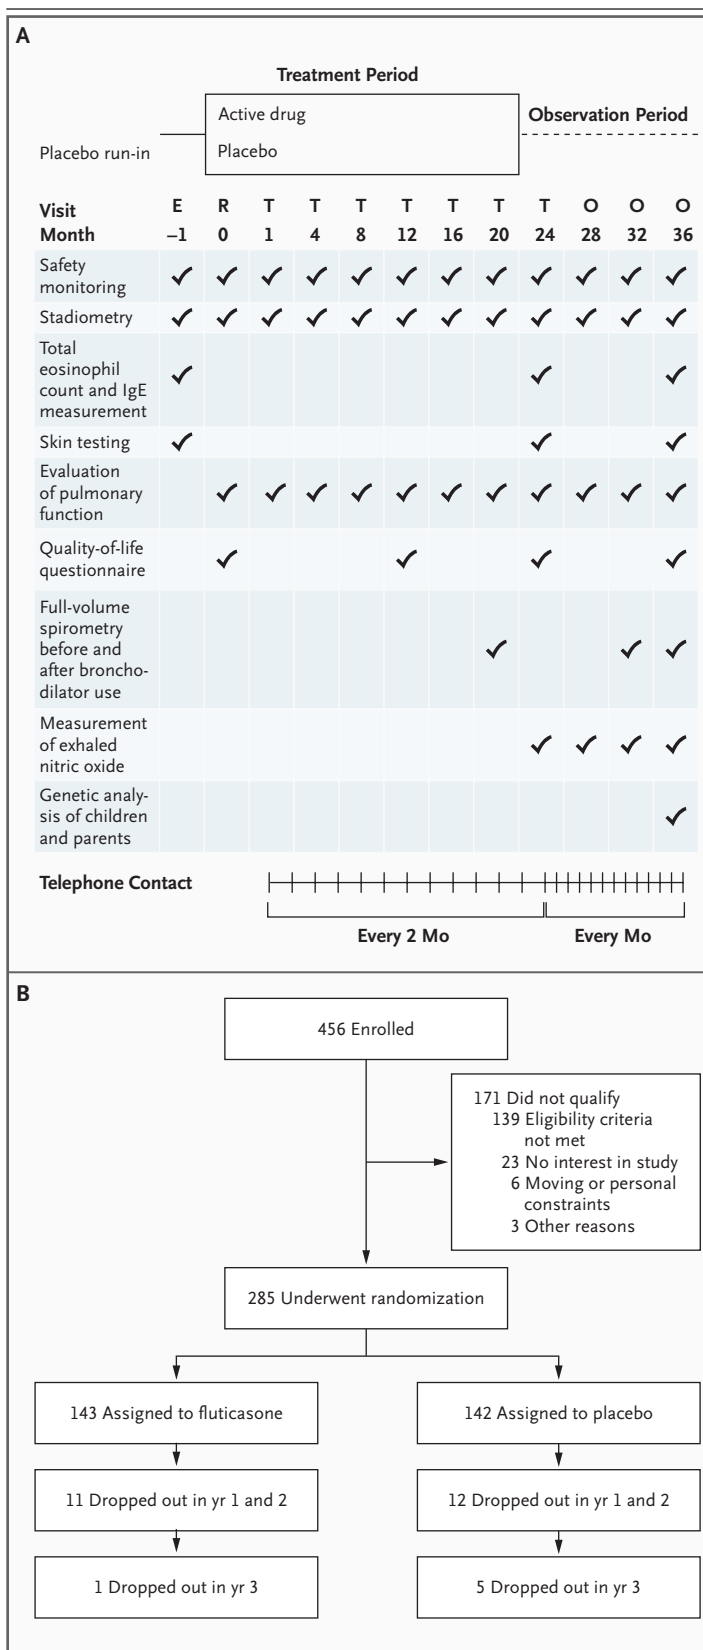 A
Treatment Period
Active drug
Observation Period
Placebo run-in
Placebo
Visit E R T T T T T T T O O O
Month –1 0 1 4 8 12 16 20 24 28 32 36
Safety
monitoring
Stadiometry
Total
eosinophil
count and IgE
measurement
Skin testing
Evaluation
of pulmonary
function
Quality-of-life
questionnaire
Full-volume
spirometry
before and
after broncho-
dilator use
Measurement
of exhaled
nitric oxide
Genetic analy-
sis of children
and parents
Telephone Contact
Every 2 Mo Every Mo
B
456 Enrolled
171 Did not qualify
139 Eligibility criteria
not met
23 No interest in study
6 Moving or personal
constraints
3 Other reasons
285 Underwent randomization
143 Assigned to fluticasone
142 Assigned to placebo
11 Dropped out in yr 1 and 2
12 Dropped out in yr 1 and 2
1 Dropped out in yr 3
5 Dropped out in yr 3